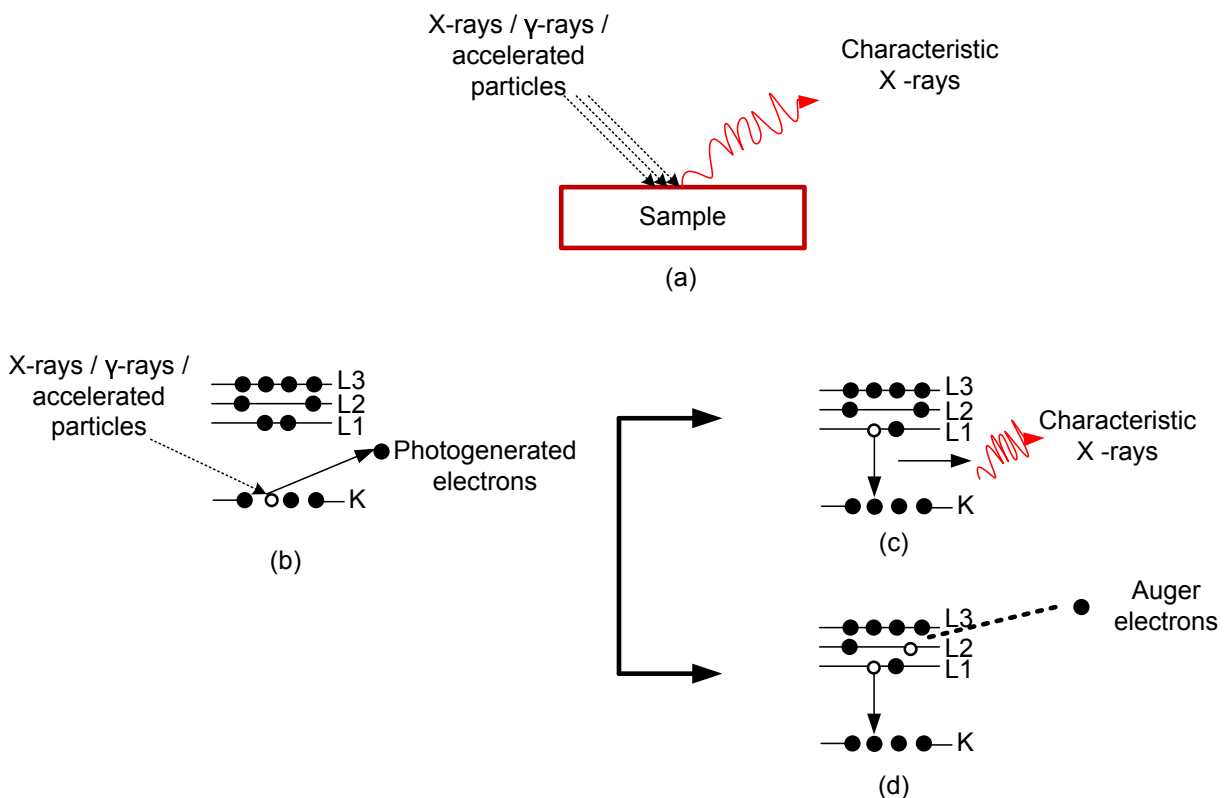 X-rays / γ-rays /
accelerated
particles
Characteristic
X -rays
Sample
(a)
X-rays / γ-rays /
accelerated
particles
L3
L2
L1
Photogenerated
electrons
K
(b)
L3
L2
L1
Characteristic
X -rays
K
(c)
Auger
electrons
L3
L2
L1
K
(d)